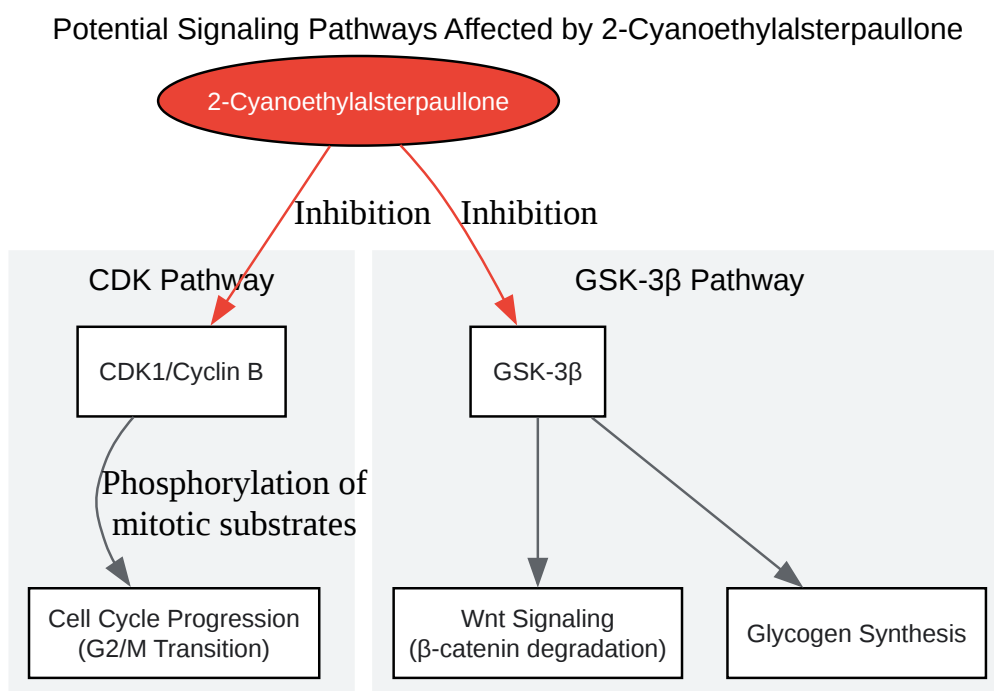 Potential Signaling Pathways Affected by 2-Cyanoethylalsterpaullone
2-Cyanoethylalsterpaullone
Inhibition
Inhibition
CDK Pathway
GSK-3β Pathway
CDK1/Cyclin B
GSK-3β
Phosphorylation of
mitotic substrates
Cell Cycle Progression
(G2/M Transition)
Wnt Signaling
(β-catenin degradation)
Glycogen Synthesis